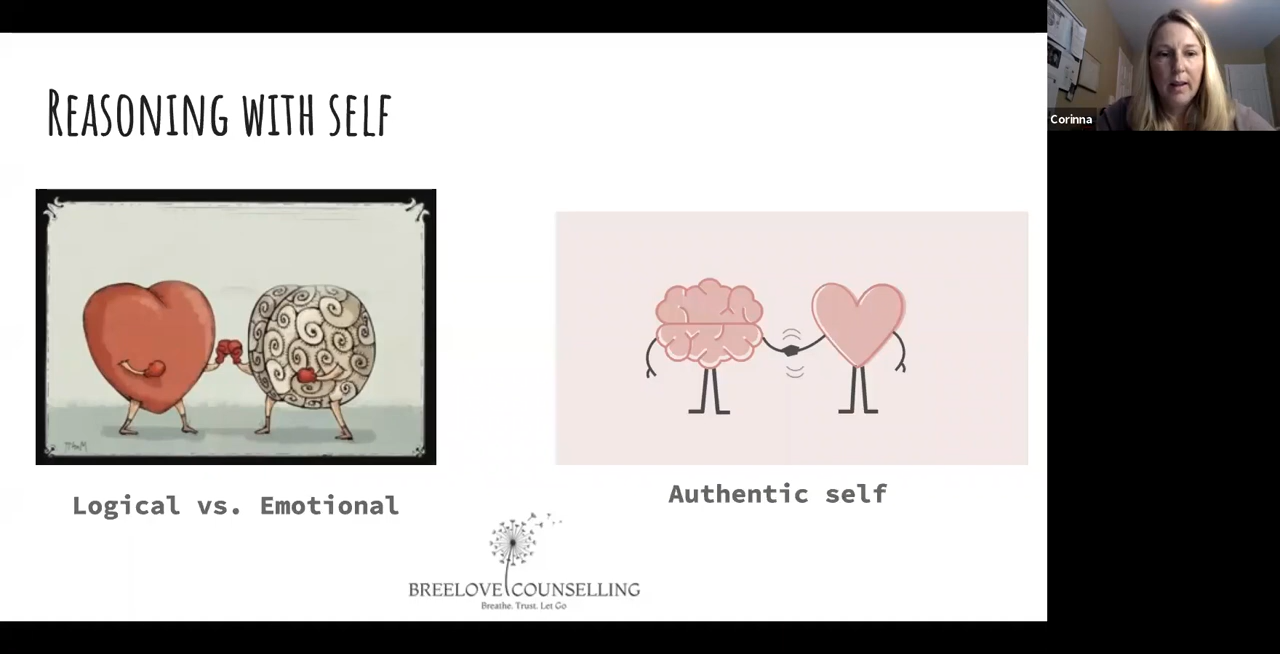 Reasoning with self
Corinna
Logical vs. Emotional
Authentic self
BREELOVE COUNSELLING
Breathe. Trust. Let Go